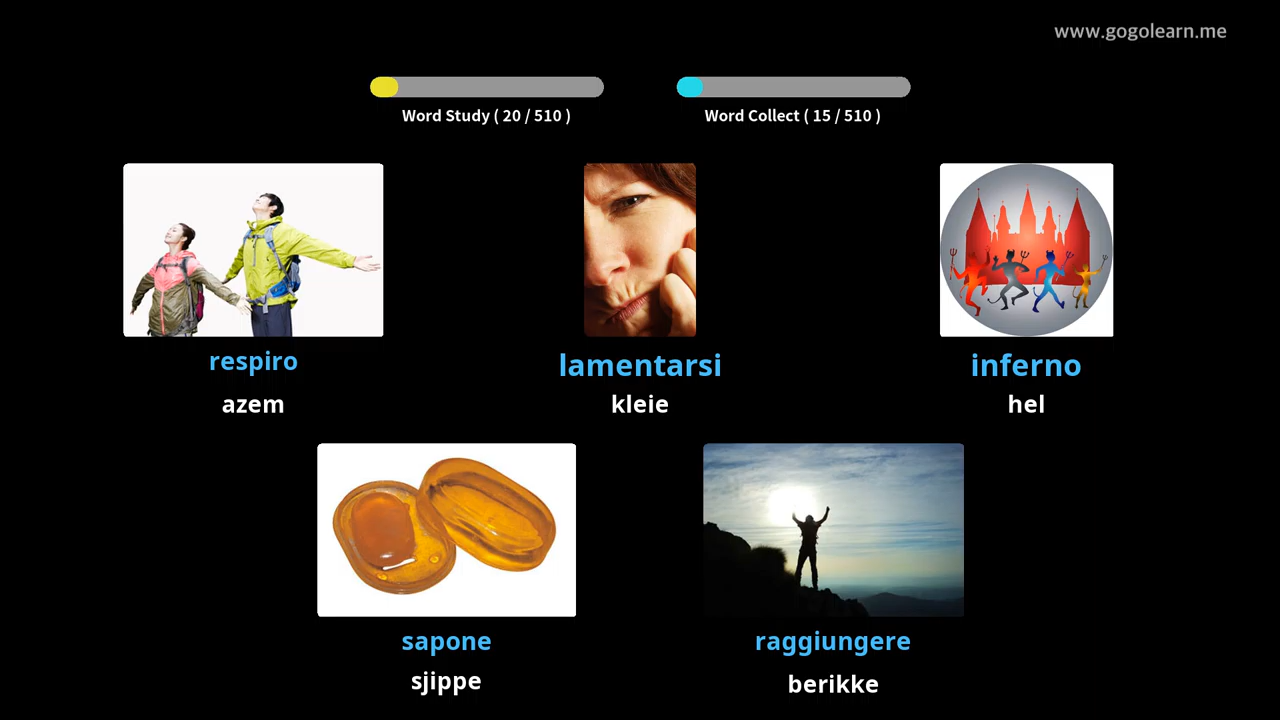 www.gogolearn.me
Word Study ( 20 / 510 )
Word Collect ( 15 / 510 )
respiro
lamentarsi
inferno
azem
kleie
hel
sapone
raggiungere
sjippe
berikke